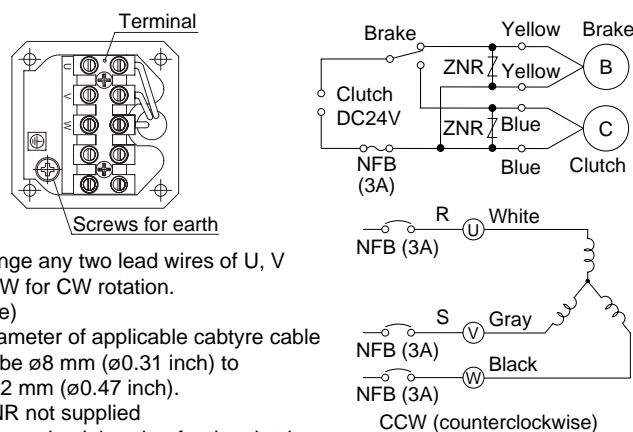 Terminal
U
V
W
Screws for earth
Brake
Yellow
Brake
ZNR
Yellow
B
Clutch
DC24V
ZNR
Blue
C
NFB
(3A)
Blue
Clutch
R
White
U
NFB (3A)
S
Gray
V
NFB (3A)
Black
W
NFB (3A)
CCW (counterclockwise)
nge any two lead wires of U, V
W for CW rotation.
e)
ameter of applicable cabtyre cable
be ø8 mm (ø0.31 inch) to
2 mm (ø0.47 inch).
NR not supplied